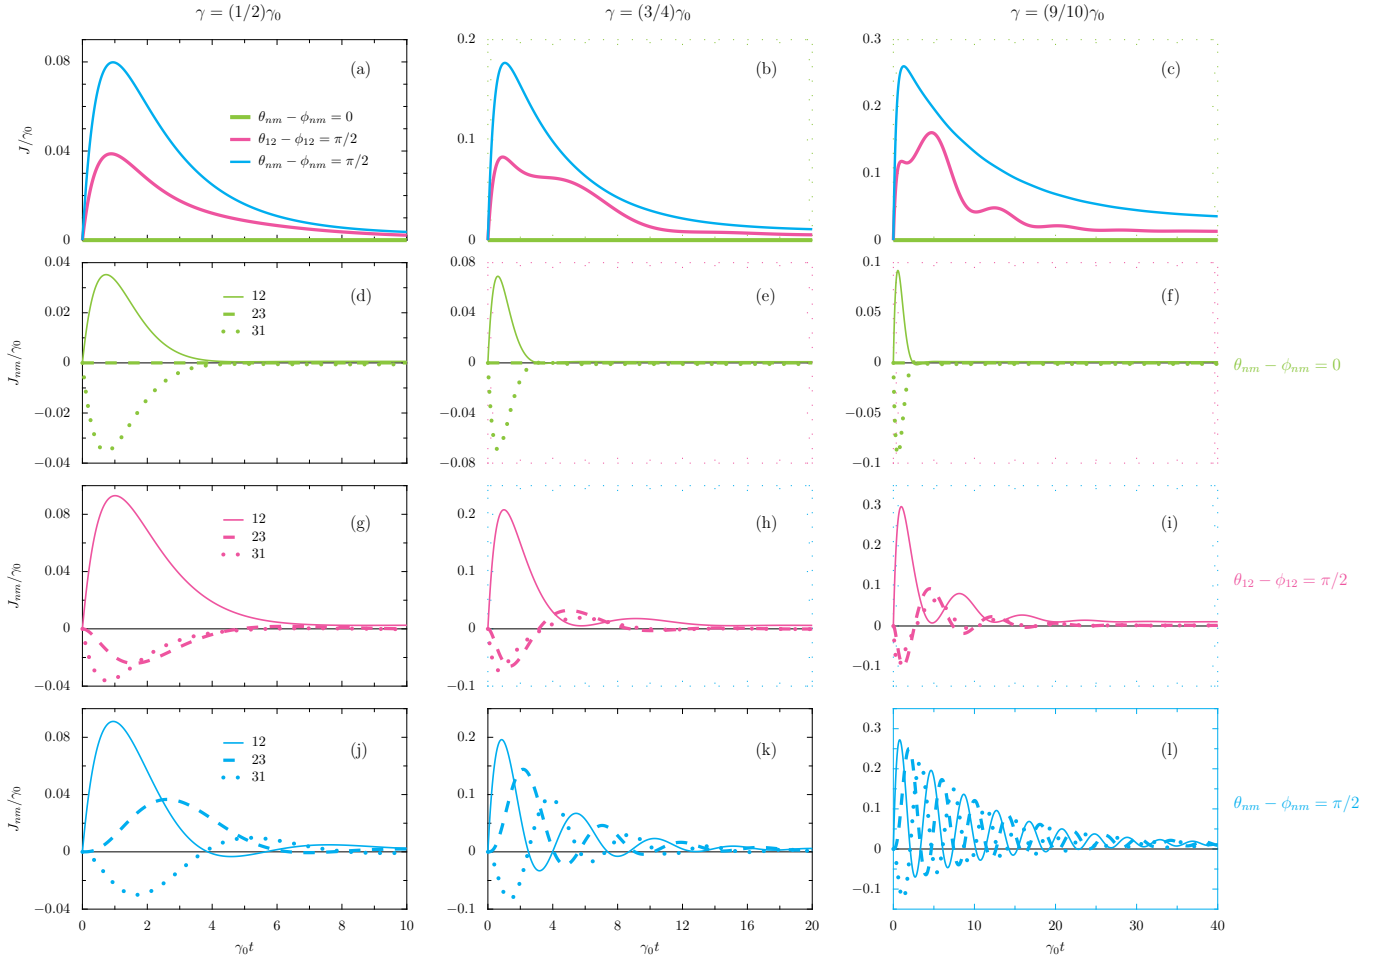 γ = (1/2)γ₀
γ = (3/4)γ₀
γ = (9/10)γ₀
J/γ₀
0.08
0.04
0
(a)
θₙₘ − ϕₙₘ = 0
θ₁₂ − ϕ₁₂ = π/2
θₙₘ − ϕₙₘ = π/2
0.2
0.1
0
(b)
0.3
0.2
0.1
0
(c)
Jₙₘ/γ₀
0.04
0.02
0
−0.02
−0.04
(d)
12
23
31
0.08
0.04
0
−0.04
−0.08
(e)
0.1
0.05
0
−0.05
−0.1
(f)
θₙₘ − ϕₙₘ = 0
Jₙₘ/γ₀
0.08
0.04
0
−0.04
(g)
12
23
31
0.2
0.1
0
−0.1
(h)
0.3
0.2
0.1
0
−0.1
(i)
θ₁₂ − ϕ₁₂ = π/2
Jₙₘ/γ₀
0.08
0.04
0
−0.04
(j)
12
23
31
0 2 4 6 8 10
γ₀t
0.2
0.1
0
−0.1
(k)
0 4 8 12 16 20
γ₀t
0.3
0.2
0.1
0
−0.1
(l)
0 10 20 30 40
γ₀t
θₙₘ − ϕₙₘ = π/2